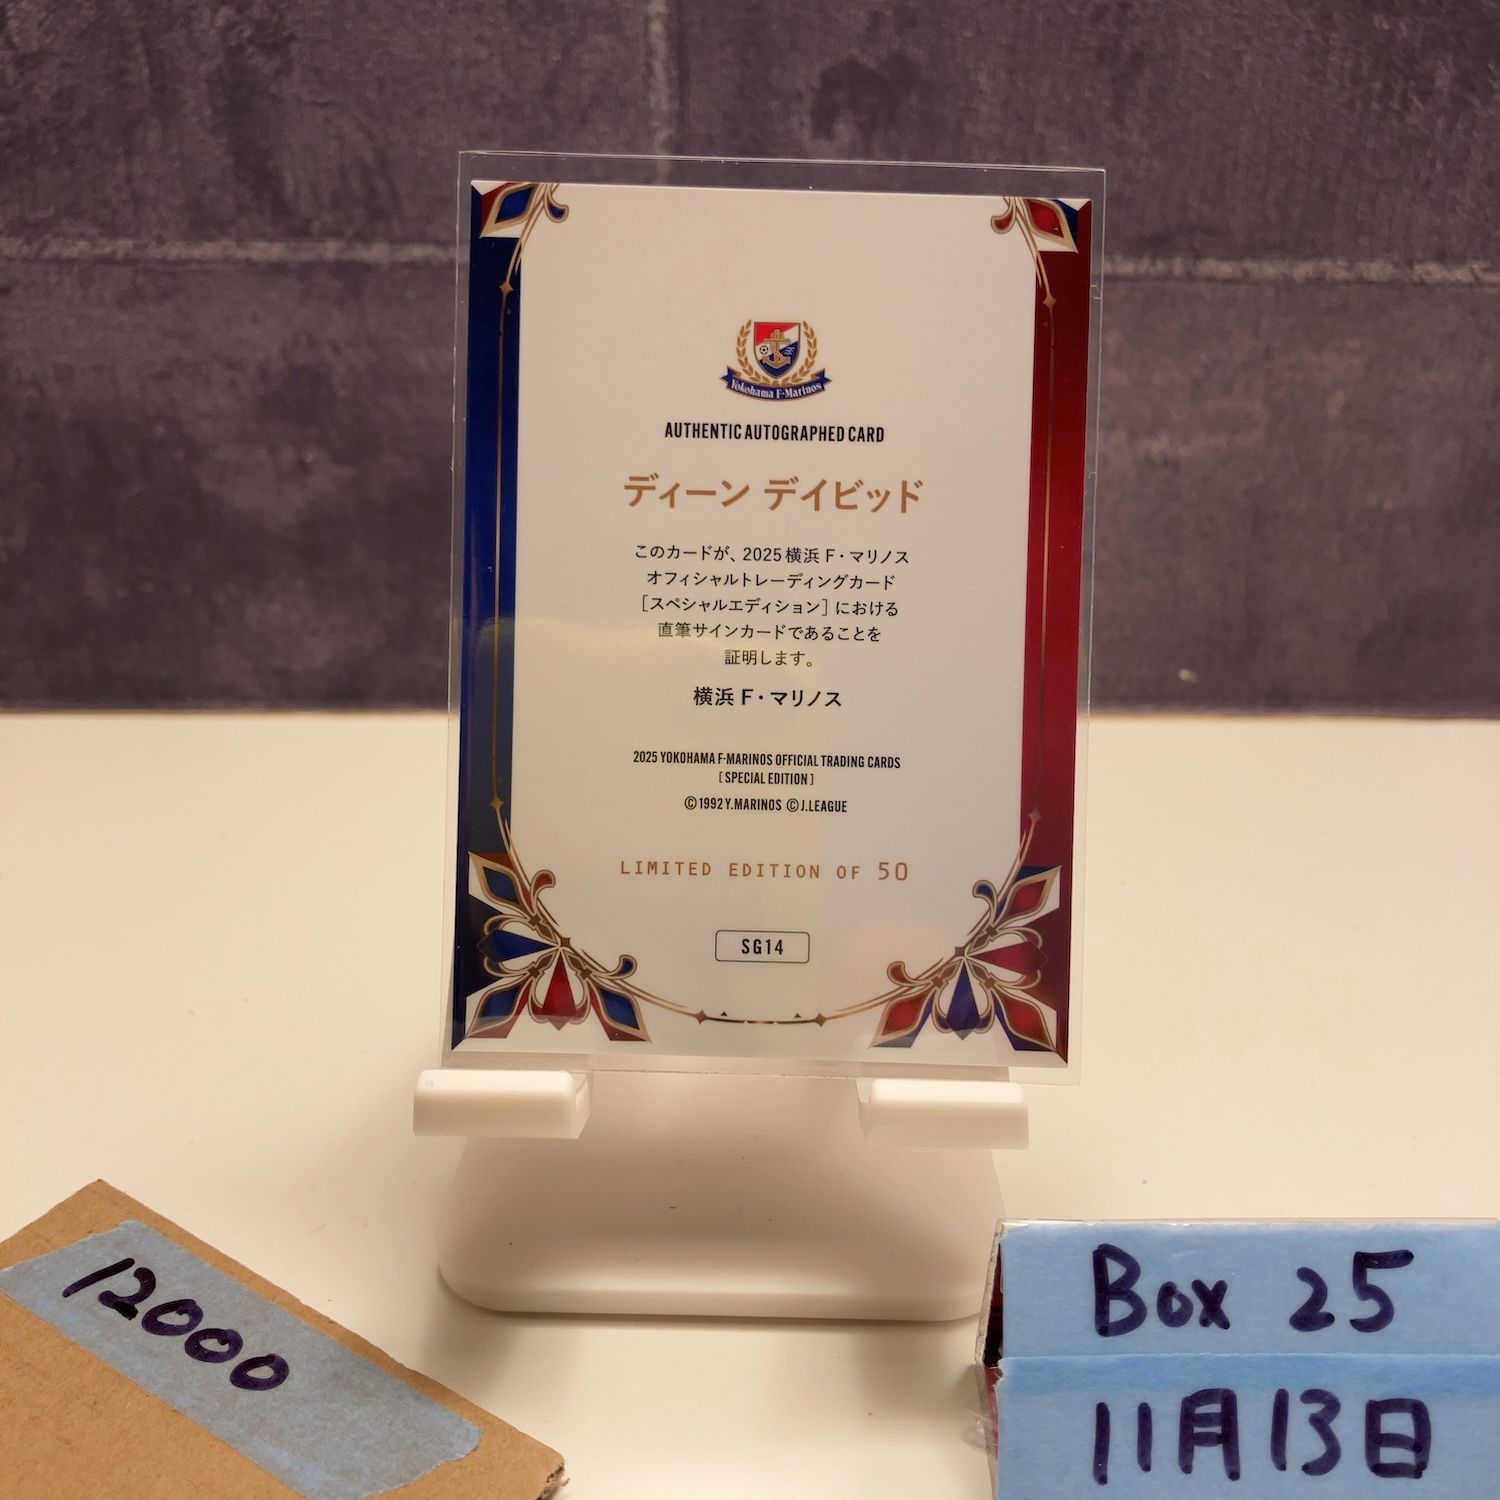 Yokohama F·Marinos
AUTHENTIC AUTOGRAPHED CARD
ディーン デイビッド
このカードが、2025 横浜 F・マリノス
オフィシャルトレーディングカード
［スペシャルエディション］における
直筆サインカードであることを
証明します。
横浜 F・マリノス
2025 YOKOHAMA F·MARINOS OFFICIAL TRADING CARDS
[ SPECIAL EDITION ]
©1992 Y.MARINOS ©J.LEAGUE
LIMITED EDITION OF 50
SG14
12000
Box 25
11月13日